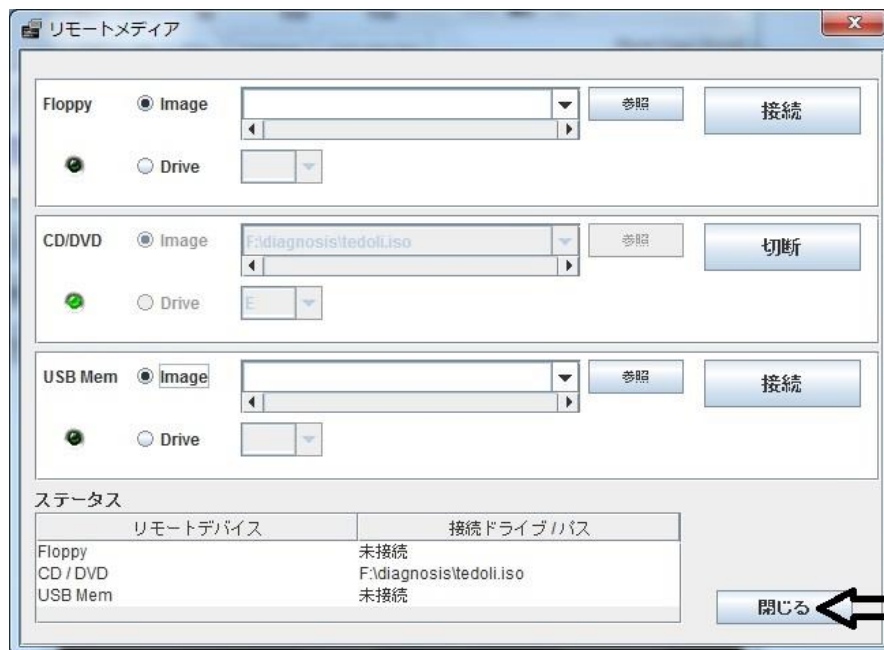 リモートメディア
Floppy Image 参照 接続
Drive
CD/DVD Image F:\diagnosis\tedoli.iso 参照 切断
Drive E
USB Mem Image 参照 接続
Drive
ステータス
リモートデバイス 接続ドライブ/パス
Floppy 未接続
CD / DVD F:\diagnosis\tedoli.iso
USB Mem 未接続
閉じる